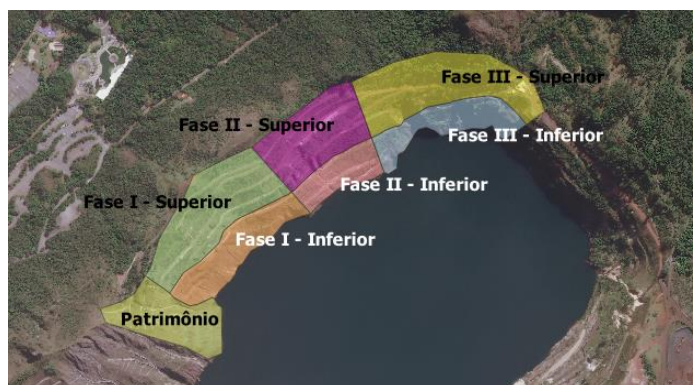 Fase III - Superior
Fase II - Superior
Fase III - Inferior
Fase II - Inferior
Fase I - Superior
Fase I - Inferior
Patrimônio